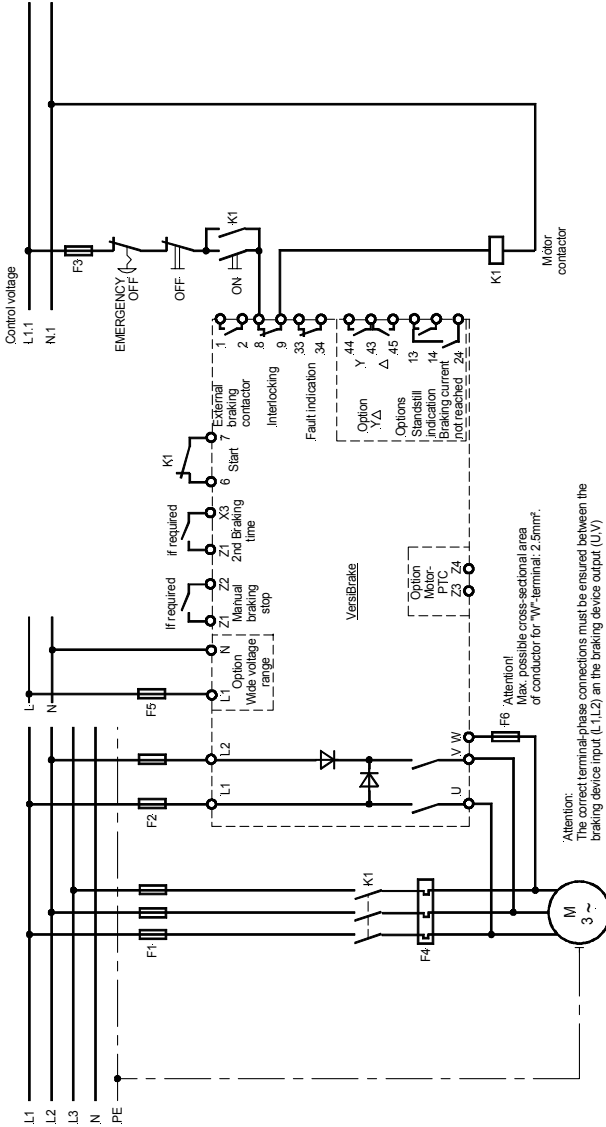 Control voltage
L1.1
N.1
F3
EMERGENCY
OFF
OFF
K1
ON
K1
Motor
contactor
1
2
8
9
33
34
44
43
45
13
14
24
External
braking
contactor
Interlocking
Fault indication
Y
Δ
Option
YΔ
Options
Standstill
indication
Braking current
not reached
K1
6
7
Start
if required
Z1
X3
2nd Braking
time
If required
Z1
Z2
Manual
braking
stop
L
N
F5
L1
N
Option
Wide voltage
range
VersiBrake
Option
Motor-
PTC
Z3
Z4
F2
L1
L2
U
V
W
F6
Attention!
Max. possible cross-sectional area
of conductor for "W"-terminal: 2.5mm².
L1
L2
L3
N
PE
F1
K1
F4
M
3 ~
Attention:
The correct terminal-phase connections must be ensured between the
braking device input (L1,L2) an the braking device output (U,V)